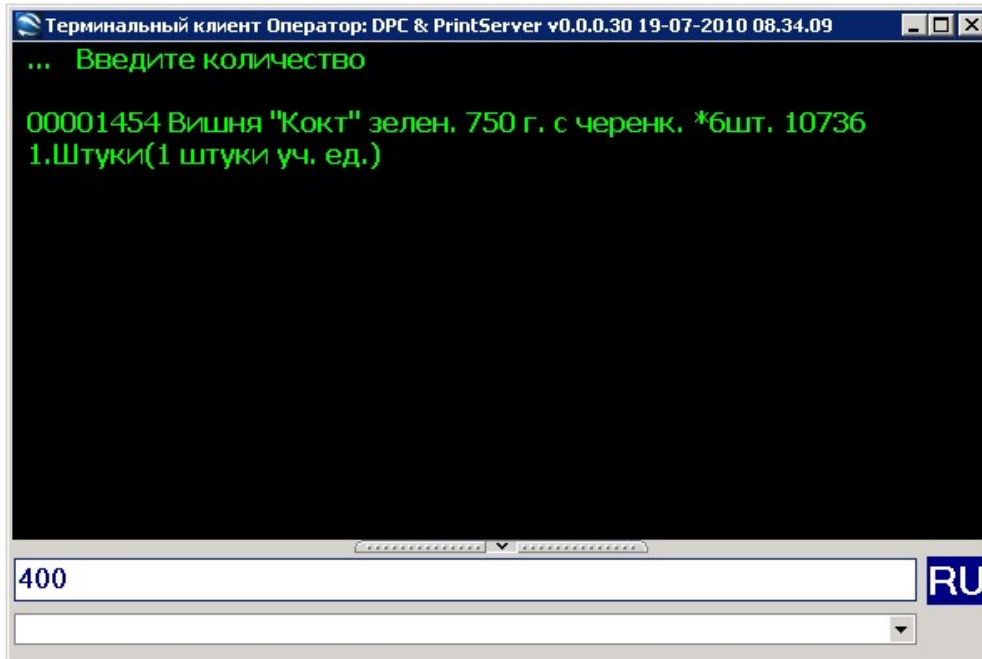 Терминальный клиент Оператор: DPC & PrintServer v0.0.0.30 19-07-2010 08.34.09
... Введите количество
00001454 Вишня "Кокт" зелен. 750 г. с черенк. *6шт. 10736
1.Штуки(1 штуки уч. ед.)
400
RU